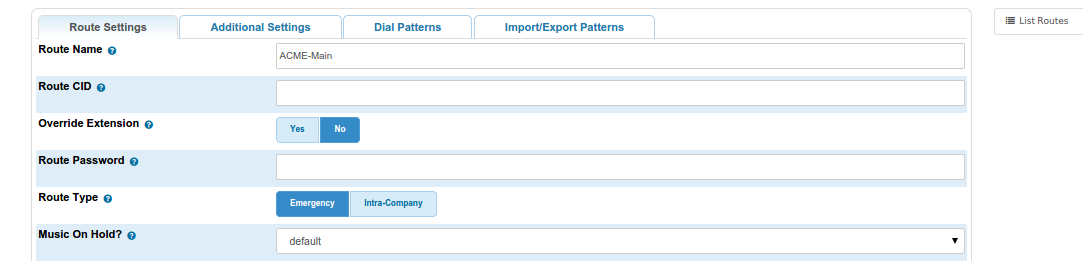 Route Settings Additional Settings Dial Patterns Import/Export Patterns
List Routes
Route Name ?
ACME-Main
Route CID ?
Override Extension ?
Yes No
Route Password ?
Route Type ?
Emergency Intra-Company
Music On Hold? ?
default